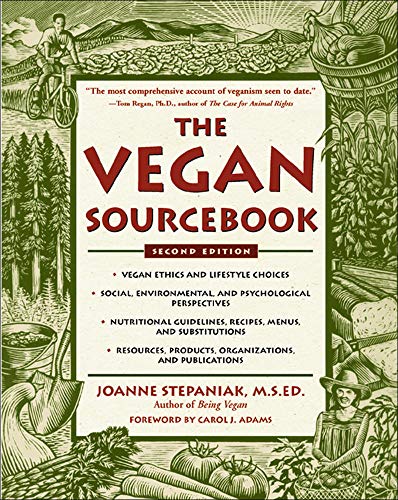 “The most comprehensive account of veganism seen to date.”
—Tom Regan, Ph.D., author of The Case for Animal Rights
THE
VEGAN
SOURCEBOOK
SECOND EDITION
• VEGAN ETHICS AND LIFESTYLE CHOICES
• SOCIAL, ENVIRONMENTAL, AND PSYCHOLOGICAL
PERSPECTIVES
• NUTRITIONAL GUIDELINES, RECIPES, MENUS,
AND SUBSTITUTIONS
• RESOURCES, PRODUCTS, ORGANIZATIONS,
AND PUBLICATIONS
JOANNE STEPANIAK, M.S.ED.
Author of Being Vegan
FOREWORD BY CAROL J. ADAMS